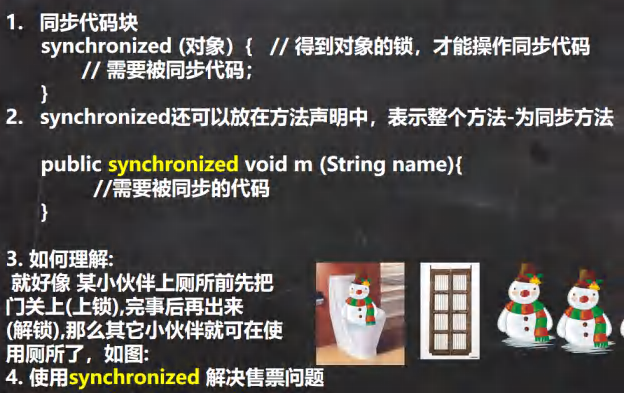 1. 同步代码块
synchronized (对象) { // 得到对象的锁，才能操作同步代码
// 需要被同步代码；
}
2. synchronized还可以放在方法声明中，表示整个方法-为同步方法
public synchronized void m (String name){
//需要被同步的代码
}
3. 如何理解:
就好像 某小伙伴上厕所前先把
门关上(上锁),完事后再出来
(解锁),那么其它小伙伴就可在使
用厕所了，如图:
4. 使用synchronized 解决售票问题